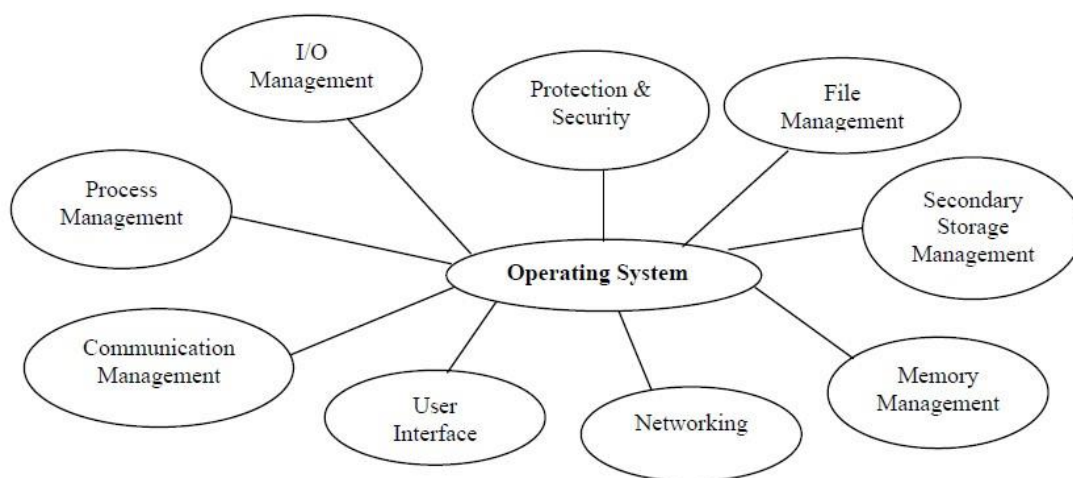 I/O
Management
Protection &
Security
File
Management
Process
Management
Secondary
Storage
Management
Operating System
Communication
Management
User
Interface
Networking
Memory
Management